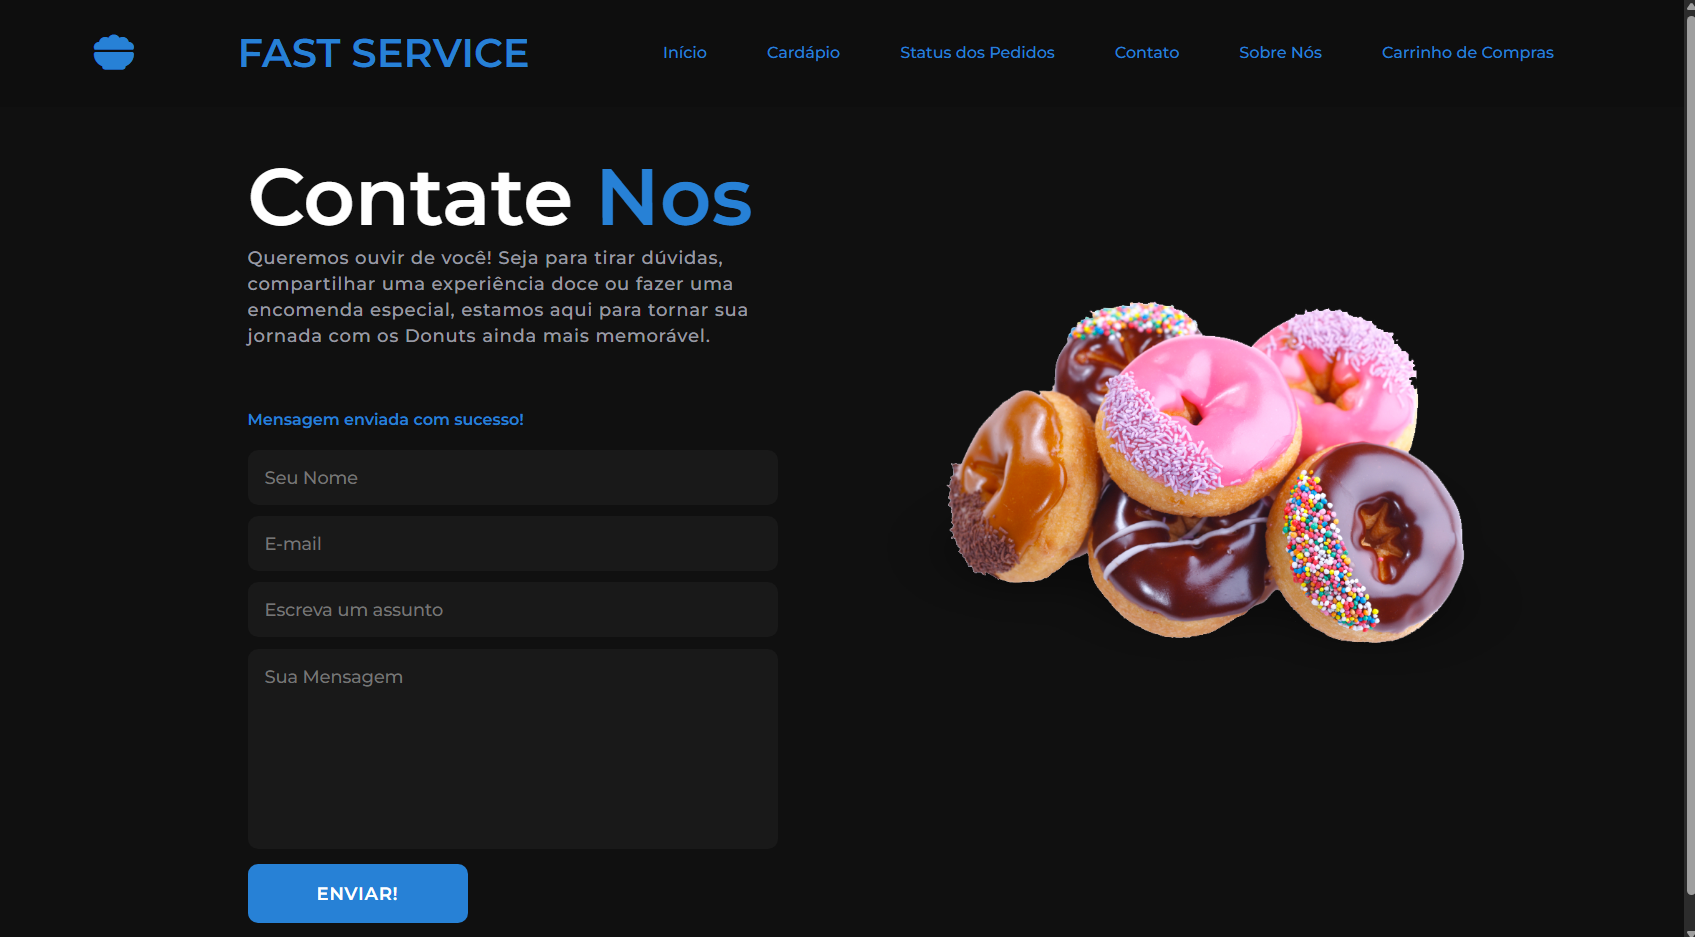 FAST SERVICE
Início
Cardápio
Status dos Pedidos
Contato
Sobre Nós
Carrinho de Compras
Contate Nos
Queremos ouvir de você! Seja para tirar dúvidas,
compartilhar uma experiência doce ou fazer uma
encomenda especial, estamos aqui para tornar sua
jornada com os Donuts ainda mais memorável.
Mensagem enviada com sucesso!
Seu Nome
E-mail
Escreva um assunto
Sua Mensagem
ENVIAR!